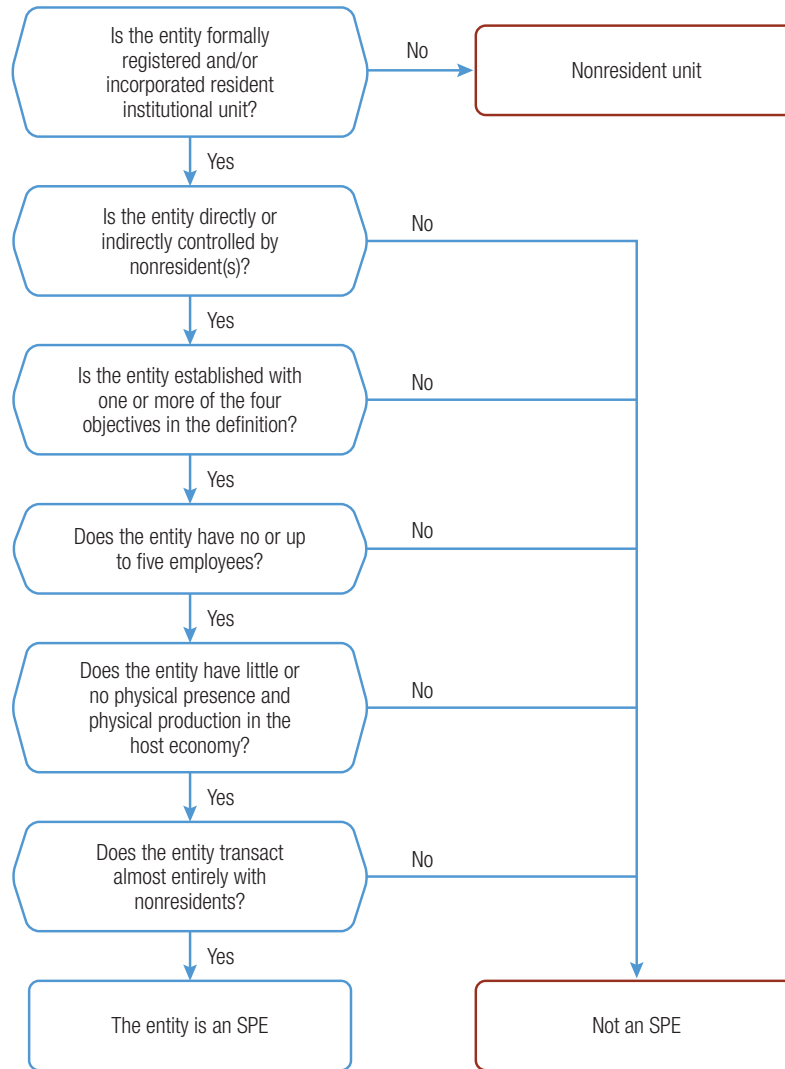 Is the entity formally
registered and/or
incorporated resident
institutional unit?
No
Nonresident unit
Yes
Is the entity directly or
indirectly controlled by
nonresident(s)?
No
Yes
Is the entity established with
one or more of the four
objectives in the definition?
No
Yes
Does the entity have no or up
to five employees?
No
Yes
Does the entity have little or
no physical presence and
physical production in the
host economy?
No
Yes
Does the entity transact
almost entirely with
nonresidents?
No
Yes
The entity is an SPE
Not an SPE